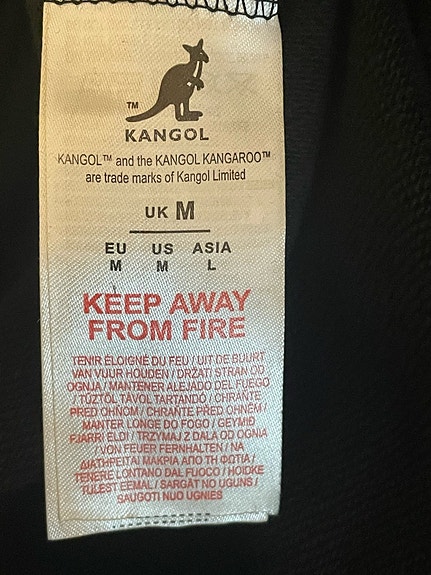 TM
KANGOL
KANGOL™ and the KANGOL KANGAROO™
are trade marks of Kangol Limited
UK M
EU US ASIA
M M L
KEEP AWAY
FROM FIRE
TENIR ÉLOIGNÉ DU FEU / UIT DE BUURT
VAN VUUR HOUDEN / DRŽATI STRAN OD
OGNJA / MANTENER ALEJADO DEL FUEGO
/ TŰZTŐL TÁVOL TARTANDÓ / CHRAŇTE
PRED OHŇOM / CHRAŇTE PŘED OHNĚM /
MANTER LONGE DO FOGO / GEYMIÐ
FJARRI ELDI / TRZYMAJ Z DALA OD OGNIA
/ VON FEUER FERNHALTEN / ΝΑ
ΔΙΑΤΗΡΕΙΤΑΙ ΜΑΚΡΙΑ ΑΠΟ ΤΗ ΦΩΤΙΑ /
TENERE LONTANO DAL FUOCO / HOIDKE
TULEST EEMAL / SARGĀT NO UGUNS /
SAUGOTI NUO UGNIES